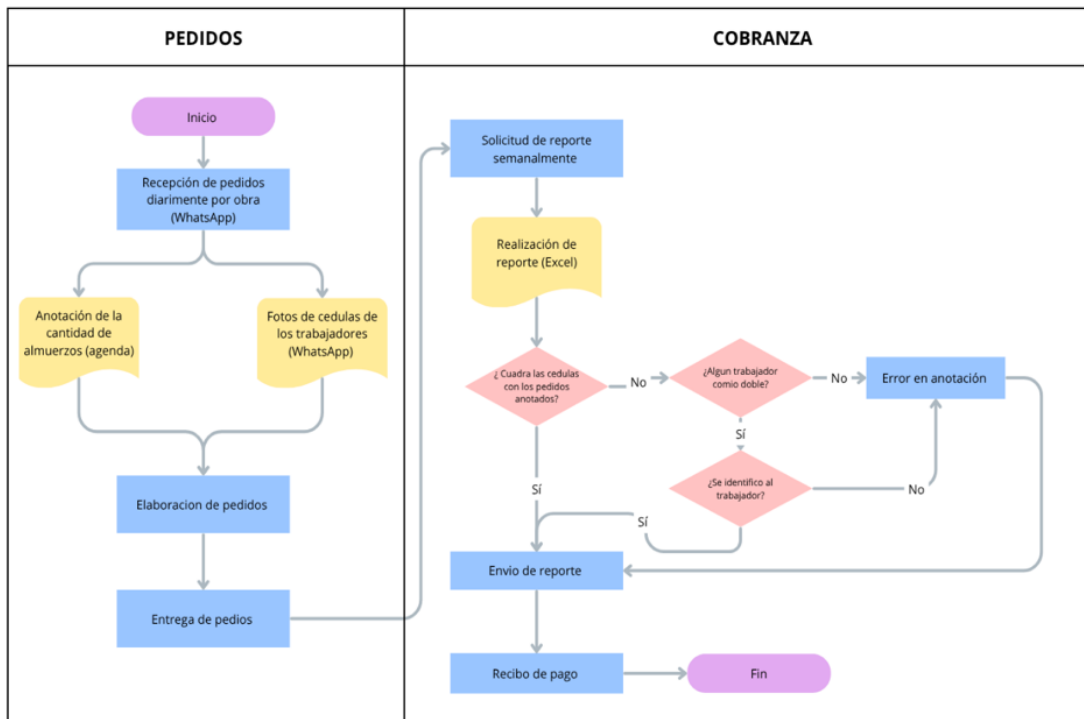 PEDIDOS
COBRANZA
Inicio
Recepción de pedidos
diarimente por obra
(WhatsApp)
Anotación de la
cantidad de
almuerzos (agenda)
Fotos de cedulas de
los trabajadores
(WhatsApp)
Elaboracion de pedidos
Entrega de pedios
Solicitud de reporte
semanalmente
Realización de
reporte (Excel)
¿ Cuadra las cedulas
con los pedidos
anotados?
No
¿Algun trabajador
comio doble?
No
Error en anotación
Sí
¿Se identifico al
trabajador?
No
Sí
Sí
Envio de reporte
Recibo de pago
Fin